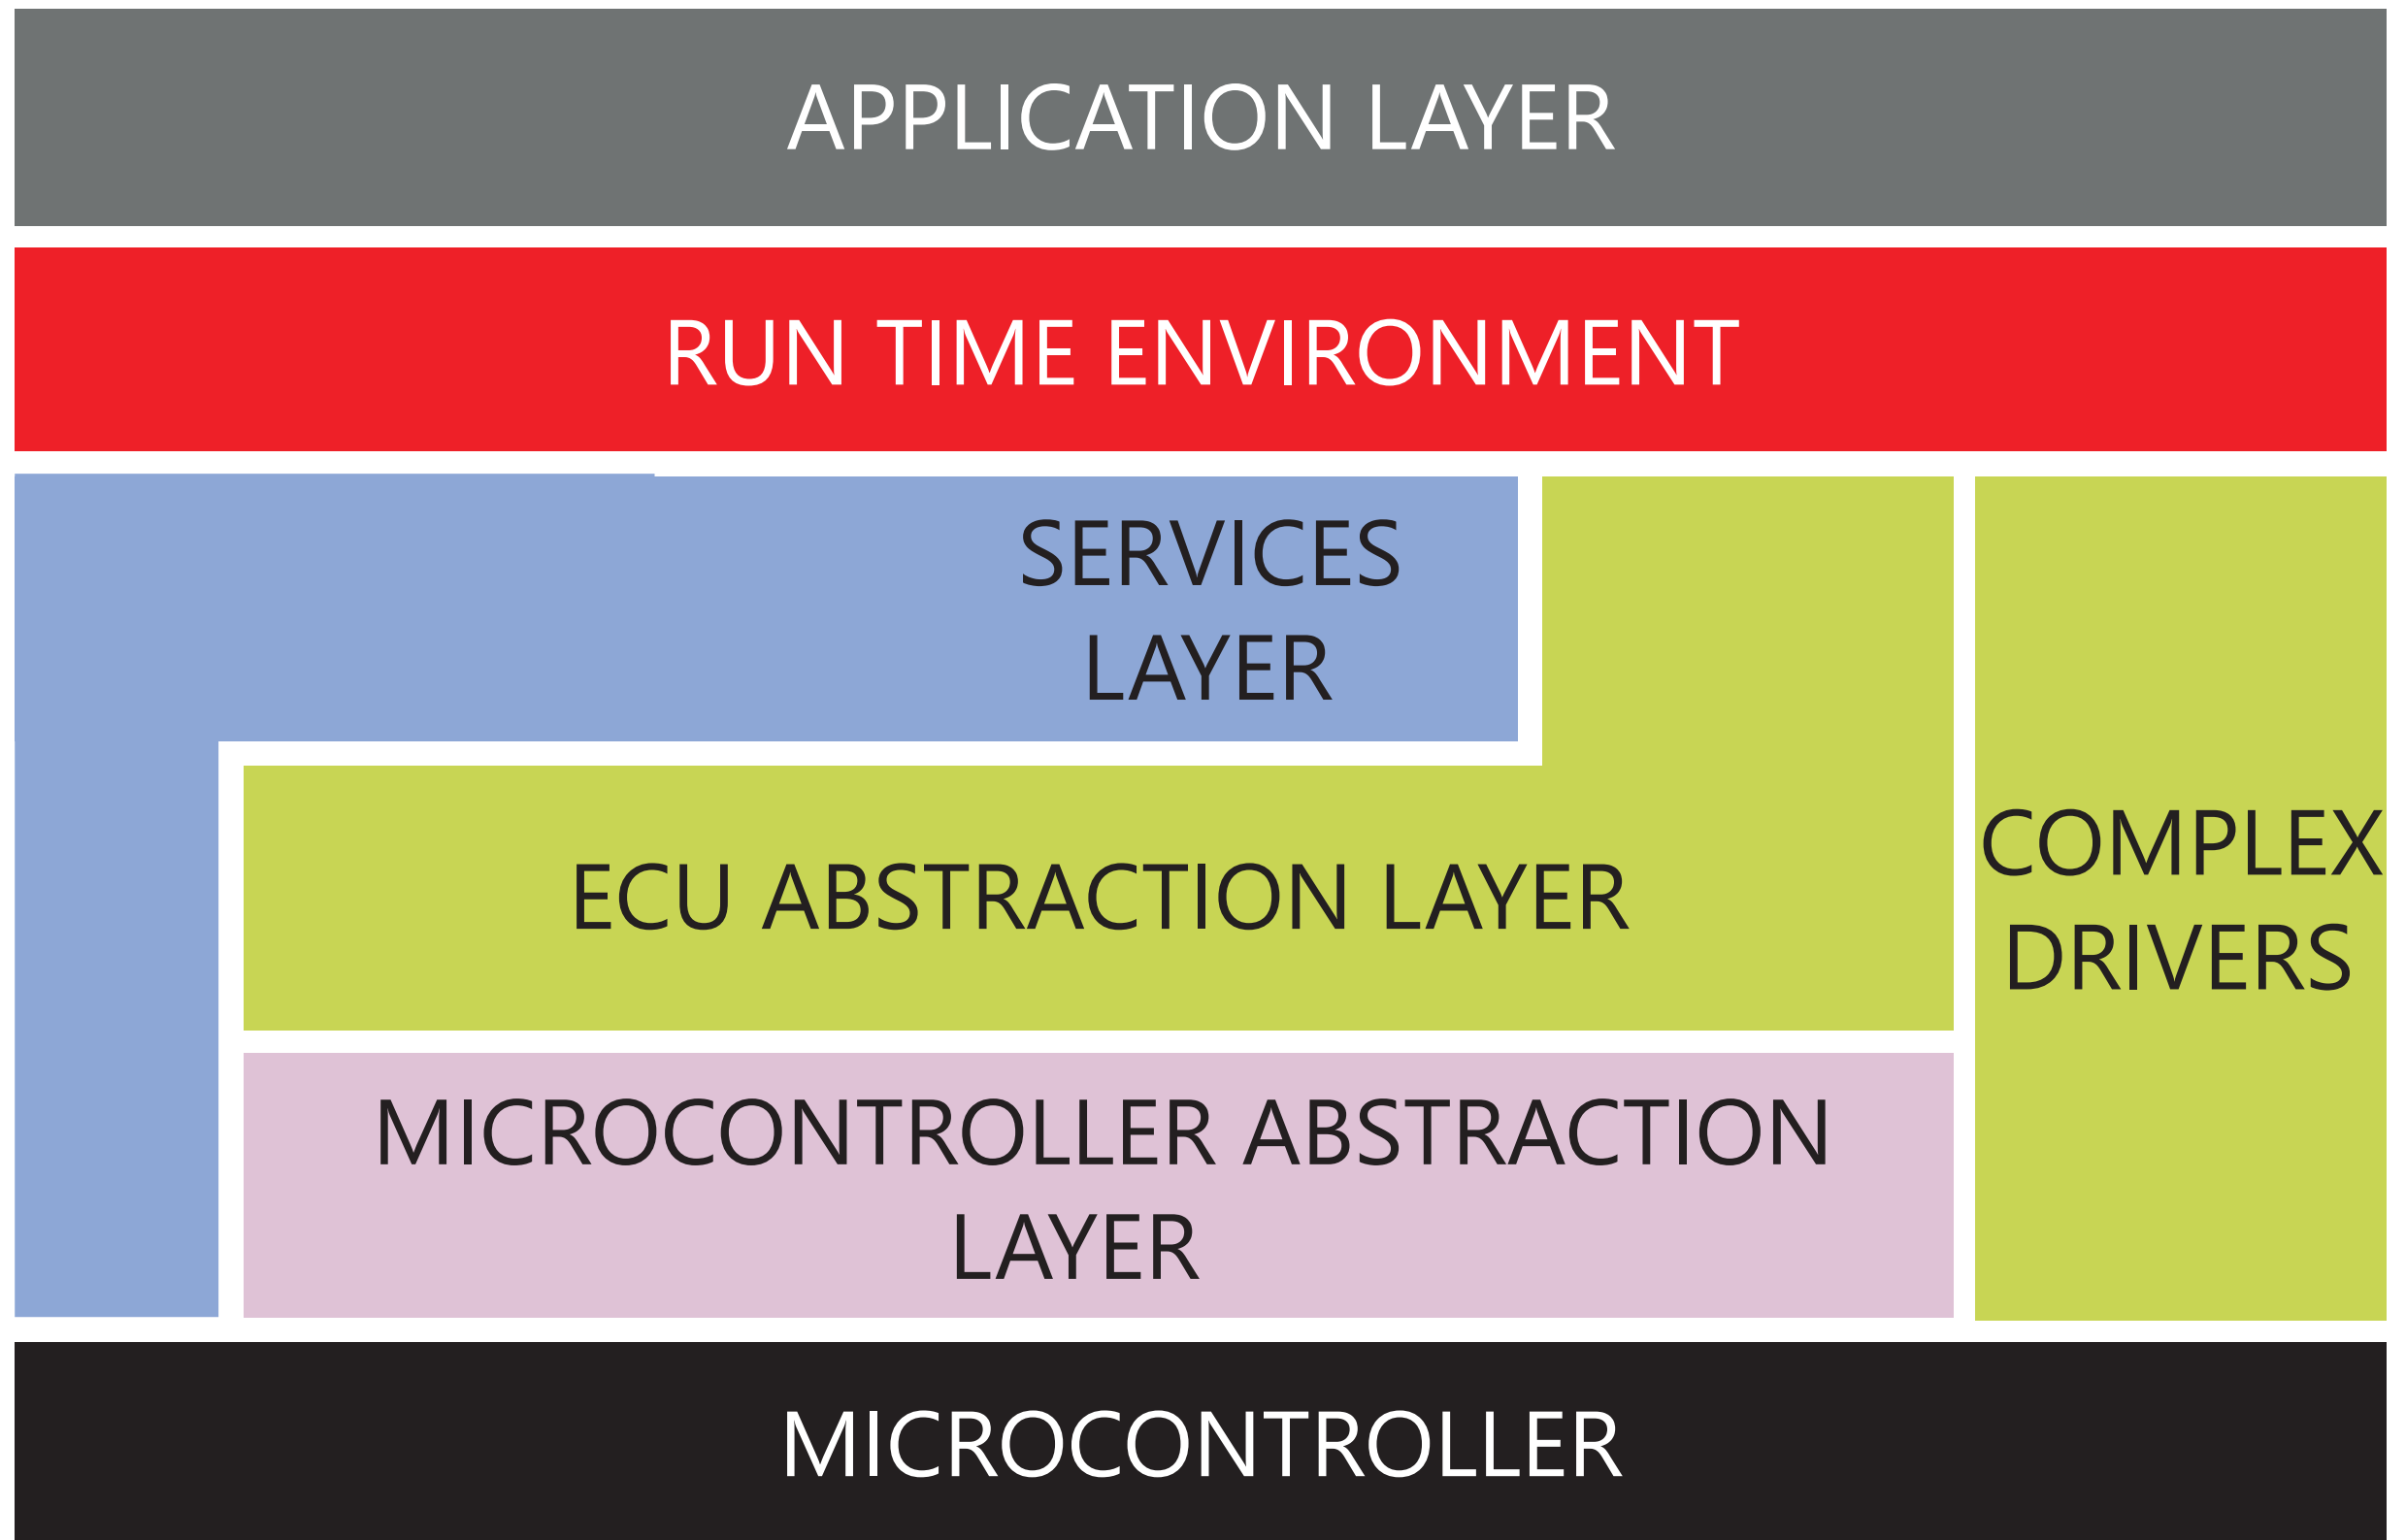 APPLICATION LAYER
RUN TIME ENVIRONMENT
SERVICES
LAYER
ECU ABSTRACTION LAYER
COMPLEX
DRIVERS
MICROCONTROLLER ABSTRACTION
LAYER
MICROCONTROLLER